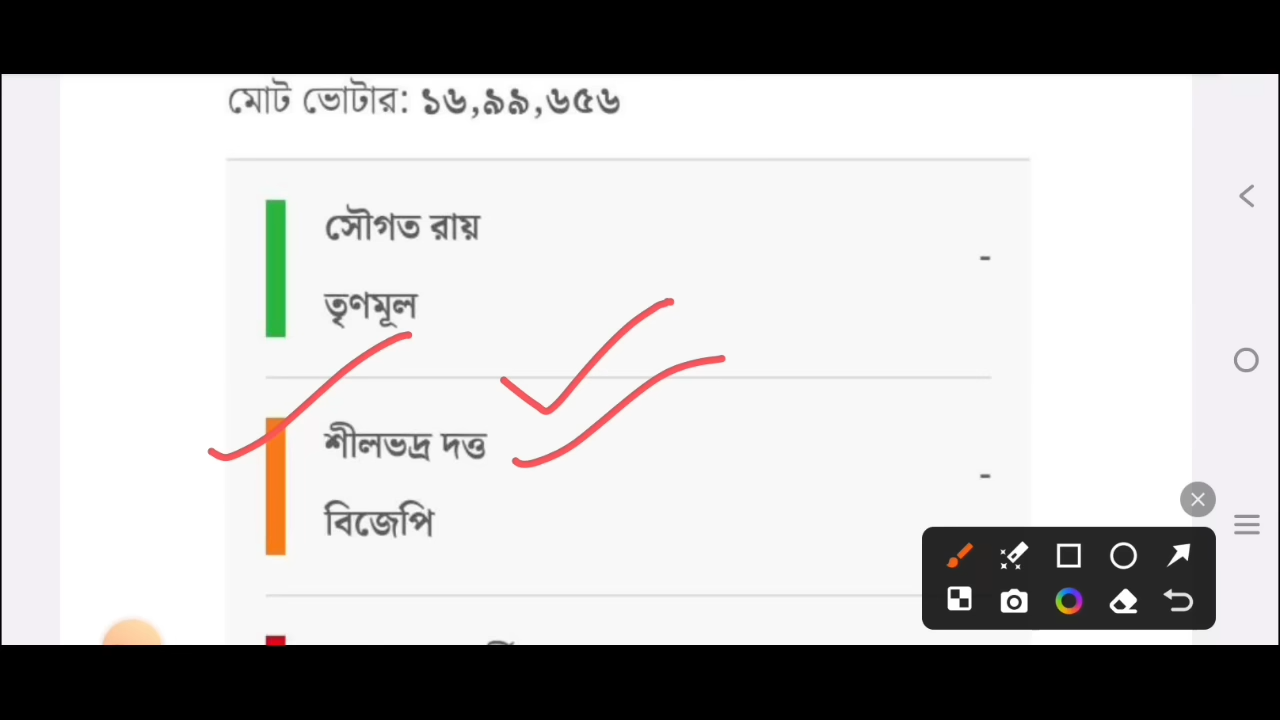 মোট ভোটার: ১৬,৯৯,৬৫৬
সৌগত রায়
তৃণমূল
-
শীলভদ্র দত্ত
বিজেপি
-